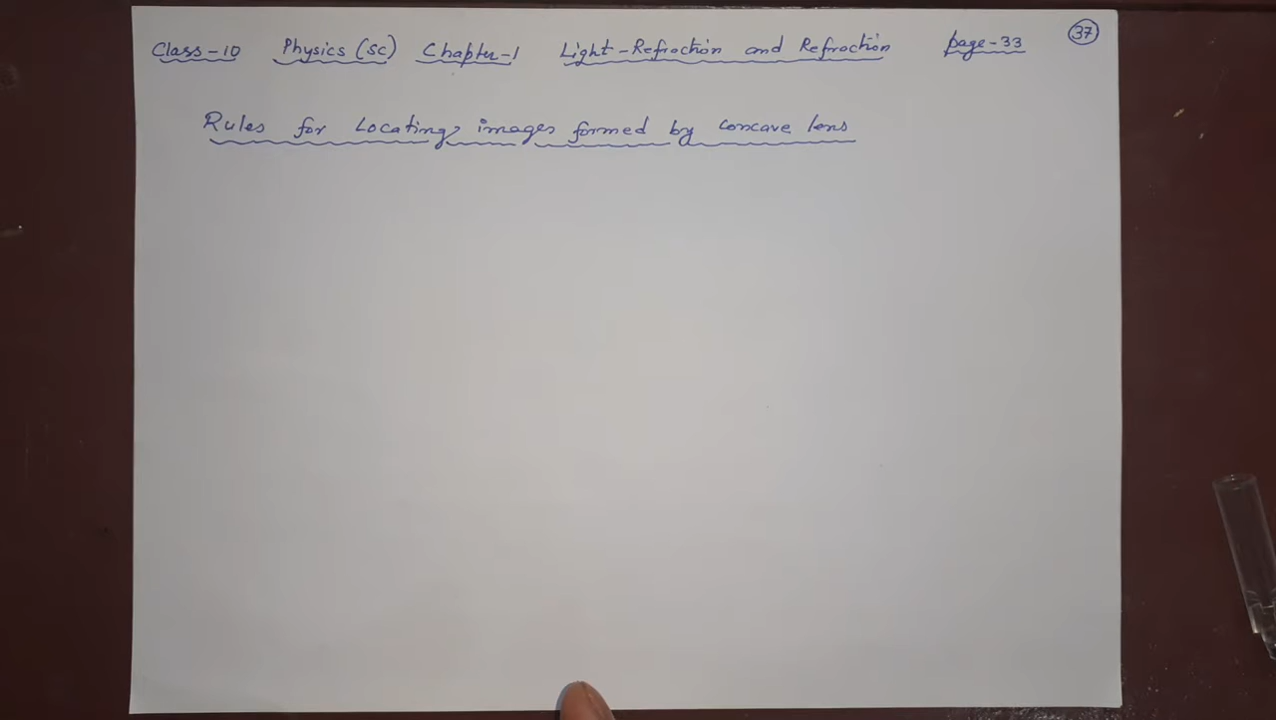 Class-10 Physics (SC) Chapter-1 Light-Refraction and Refraction page-33 37
Rules for Locating images formed by concave lens